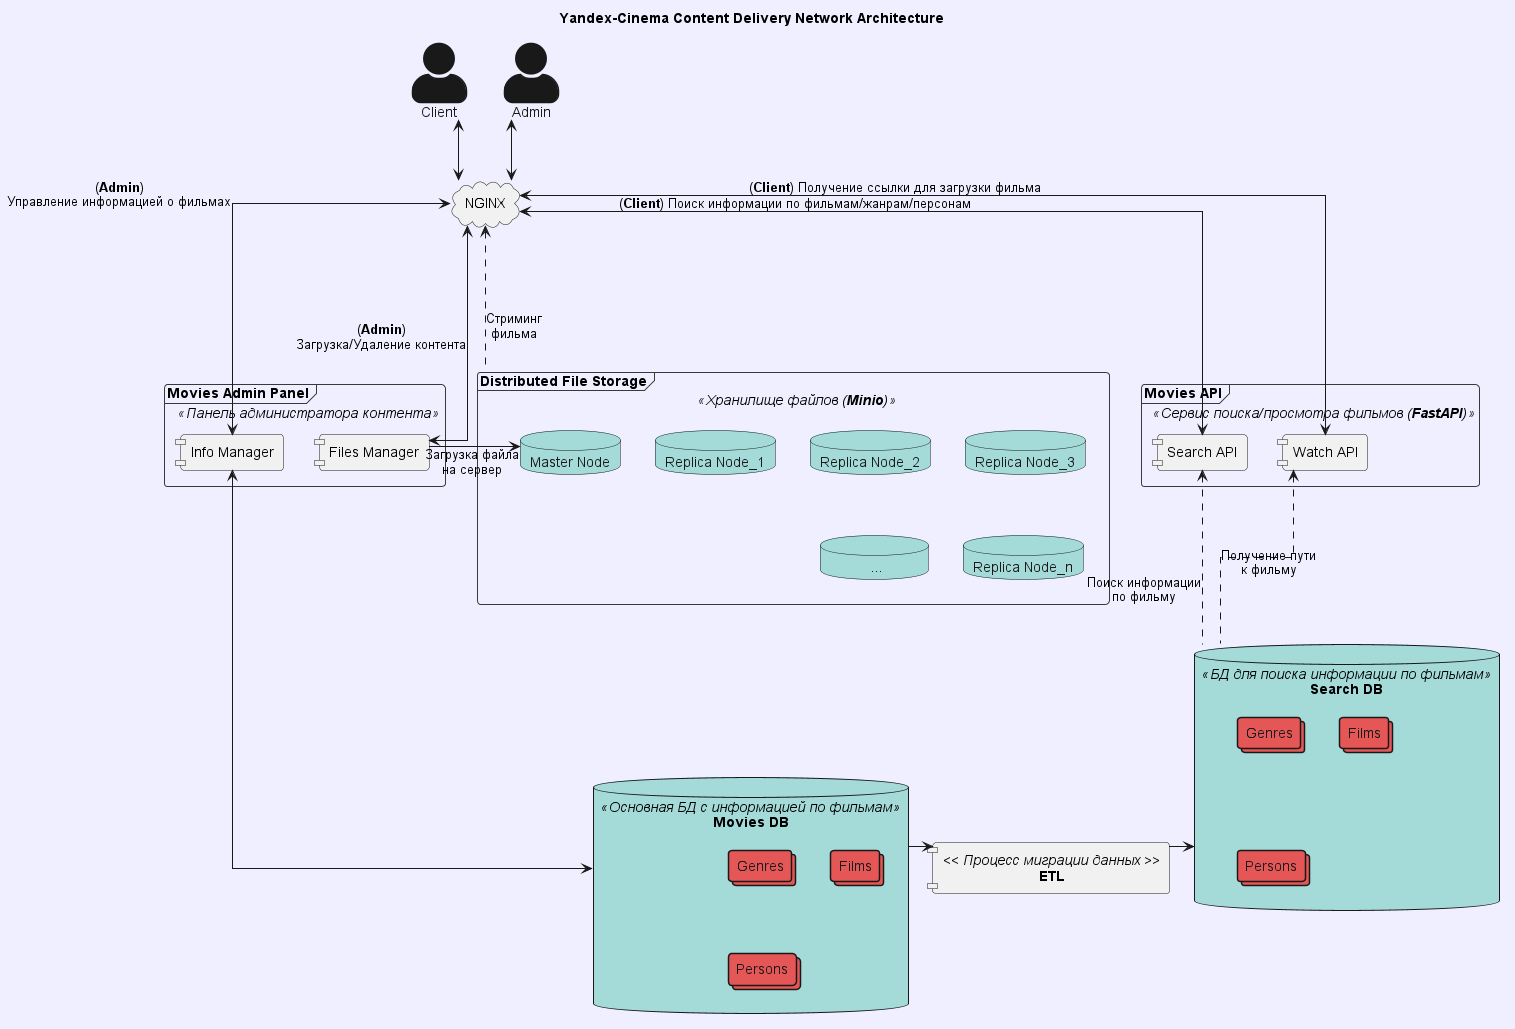 Yandex-Cinema Content Delivery Network Architecture
Client
Admin
(Admin)
Управление информацией о фильмах
NGINX
(Client) Получение ссылки для загрузки фильма
(Client) Поиск информации по фильмам/жанрам/персонам
(Admin)
Загрузка/Удаление контента
Стриминг
фильма
Movies Admin Panel
«Панель администратора контента»
Info Manager
Files Manager
Загрузка файла
на сервер
Distributed File Storage
«Хранилище файлов (Minio)»
Master Node
Replica Node_1
Replica Node_2
Replica Node_3
...
Replica Node_n
Movies API
«Сервис поиска/просмотра фильмов (FastAPI)»
Search API
Watch API
Получение пути
к фильму
Поиск информации
по фильму
«БД для поиска информации по фильмам»
Search DB
Genres
Films
Persons
«Основная БД с информацией по фильмам»
Movies DB
Genres
Films
Persons
<< Процесс миграции данных >>
ETL